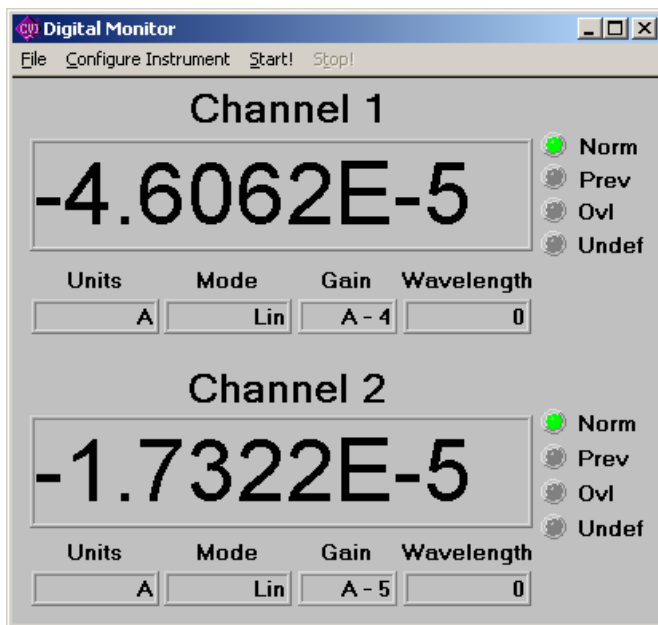 CVI Digital Monitor
File Configure Instrument Start! Stop!
Channel 1
-4.6062E-5
Norm
Prev
Ovl
Undef
Units Mode Gain Wavelength
A Lin A - 4 0
Channel 2
-1.7322E-5
Norm
Prev
Ovl
Undef
Units Mode Gain Wavelength
A Lin A - 5 0